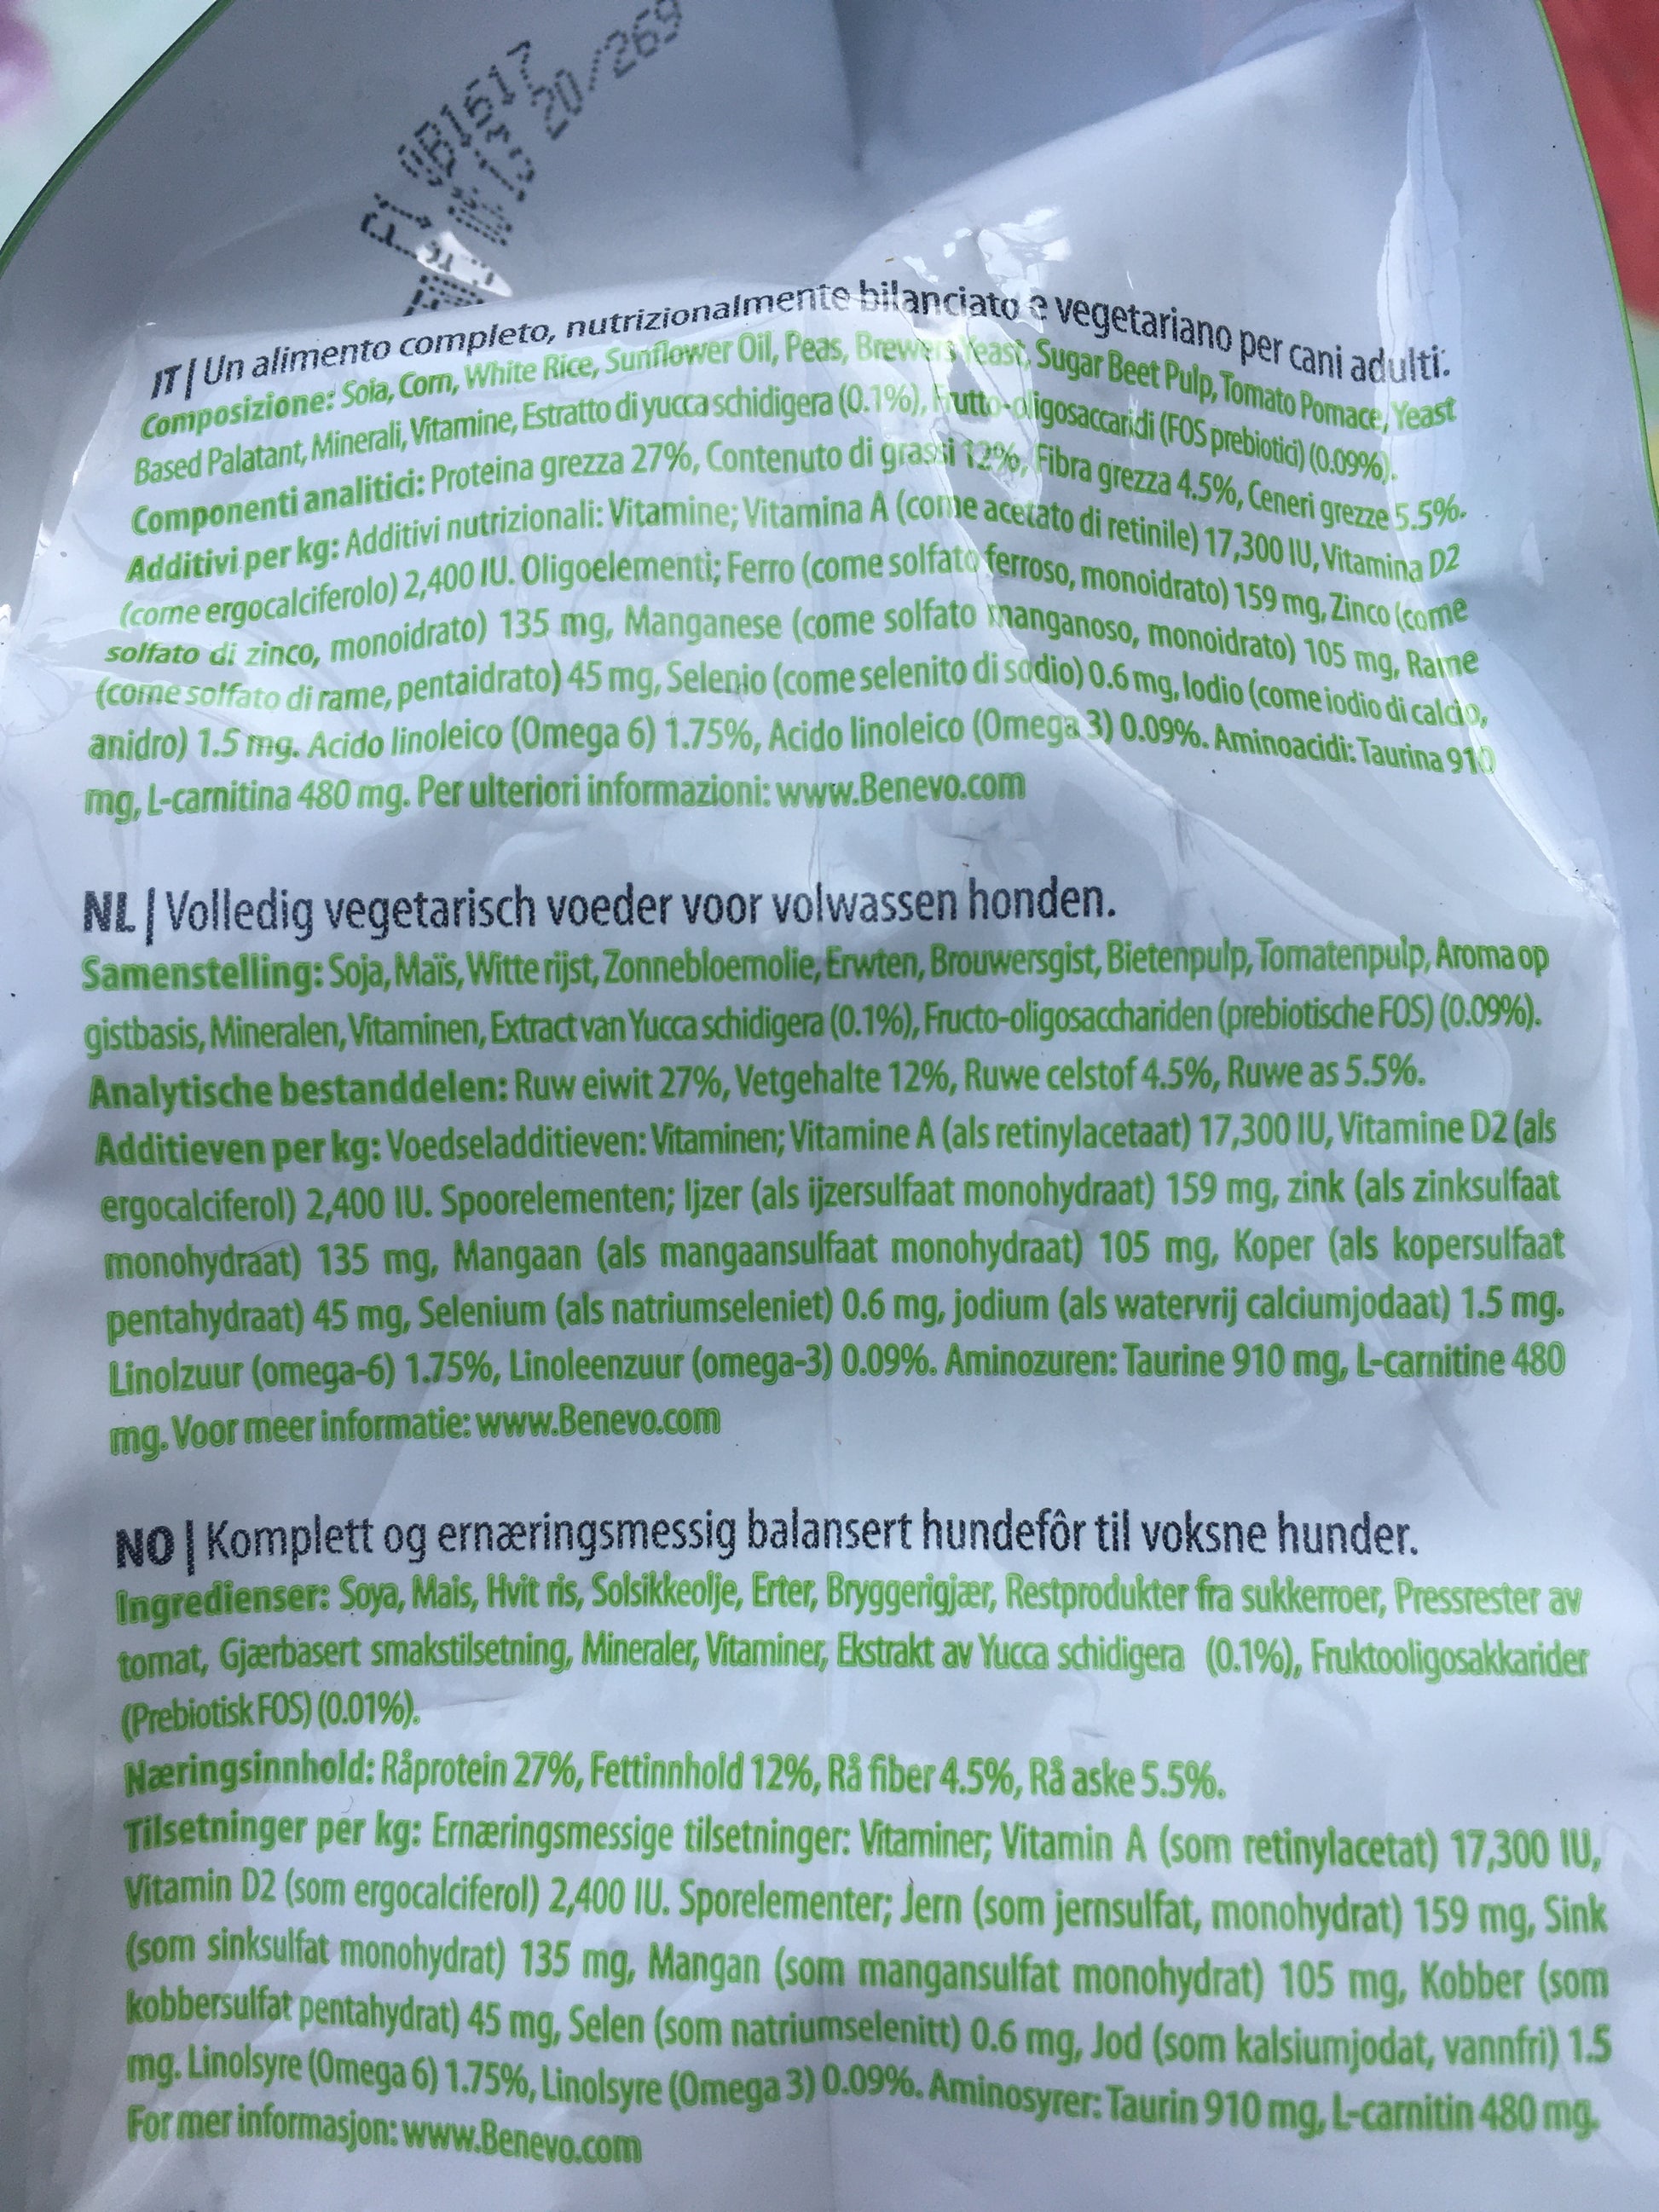 GB1617
20/269
IT | Un alimento completo, nutrizionalmente bilanciato e vegetariano per cani adulti.
Composizione: Soia, Corn, White Rice, Sunflower Oil, Peas, Brewers Yeast, Sugar Beet Pulp, Tomato Pomace, Yeast
Based Palatant, Minerali, Vitamine, Estratto di yucca schidigera (0.1%), Frutto-oligosaccaridi (FOS prebiotici) (0.09%).
Componenti analitici: Proteina grezza 27%, Contenuto di grassi 12%, Fibra grezza 4.5%, Ceneri grezze 5.5%.
Additivi per kg: Additivi nutrizionali: Vitamine; Vitamina A (come acetato di retinile) 17,300 IU, Vitamina D2
(come ergocalciferolo) 2,400 IU. Oligoelementi; Ferro (come solfato ferroso, monoidrato) 159 mg, Zinco (come
solfato di zinco, monoidrato) 135 mg, Manganese (come solfato manganoso, monoidrato) 105 mg, Rame
(come solfato di rame, pentaidrato) 45 mg, Selenio (come selenito di sodio) 0.6 mg, Iodio (come iodio di calcio,
anidro) 1.5 mg. Acido linoleico (Omega 6) 1.75%, Acido linoleico (Omega 3) 0.09%. Aminoacidi: Taurina 910
mg, L-carnitina 480 mg. Per ulteriori informazioni: www.Benevo.com
NL | Volledig vegetarisch voeder voor volwassen honden.
Samenstelling: Soja, Maïs, Witte rijst, Zonnebloemolie, Erwten, Brouwersgist, Bietenpulp, Tomatenpulp, Aroma op
gistbasis, Mineralen, Vitaminen, Extract van Yucca schidigera (0.1%), Fructo-oligosacchariden (prebiotische FOS) (0.09%).
Analytische bestanddelen: Ruw eiwit 27%, Vetgehalte 12%, Ruwe celstof 4.5%, Ruwe as 5.5%.
Additieven per kg: Voedseladditieven: Vitaminen; Vitamine A (als retinylacetaat) 17,300 IU, Vitamine D2 (als
ergocalciferol) 2,400 IU. Spoorelementen; Ijzer (als ijzersulfaat monohydraat) 159 mg, zink (als zinksulfaat
monohydraat) 135 mg, Mangaan (als mangaansulfaat monohydraat) 105 mg, Koper (als kopersulfaat
pentahydraat) 45 mg, Selenium (als natriumseleniet) 0.6 mg, jodium (als watervrij calciumjodaat) 1.5 mg.
Linolzuur (omega-6) 1.75%, Linoleenzuur (omega-3) 0.09%. Aminozuren: Taurine 910 mg, L-carnitine 480
mg. Voor meer informatie: www.Benevo.com
NO | Komplett og ernæringsmessig balansert hundefôr til voksne hunder.
Ingredienser: Soya, Mais, Hvit ris, Solsikkeolje, Erter, Bryggerigjær, Restprodukter fra sukkerroer, Pressrester av
tomat, Gjærbasert smakstilsetning, Mineraler, Vitaminer, Ekstrakt av Yucca schidigera (0.1%), Fruktooligosakkarider
(Prebiotisk FOS) (0.01%).
Næringsinnhold: Råprotein 27%, Fettinnhold 12%, Rå fiber 4.5%, Rå aske 5.5%.
Tilsetninger per kg: Ernæringsmessige tilsetninger: Vitaminer; Vitamin A (som retinylacetat) 17,300 IU,
Vitamin D2 (som ergocalciferol) 2,400 IU. Sporelementer; Jern (som jernsulfat, monohydrat) 159 mg, Sink
(som sinksulfat monohydrat) 135 mg, Mangan (som mangansulfat monohydrat) 105 mg, Kobber (som
kobbersulfat pentahydrat) 45 mg, Selen (som natriumselenitt) 0.6 mg, Jod (som kalsiumjodat, vannfri) 1.5
mg. Linolsyre (Omega 6) 1.75%, Linolsyre (Omega 3) 0.09%. Aminosyrer: Taurin 910 mg, L-carnitin 480 mg.
For mer informasjon: www.Benevo.com